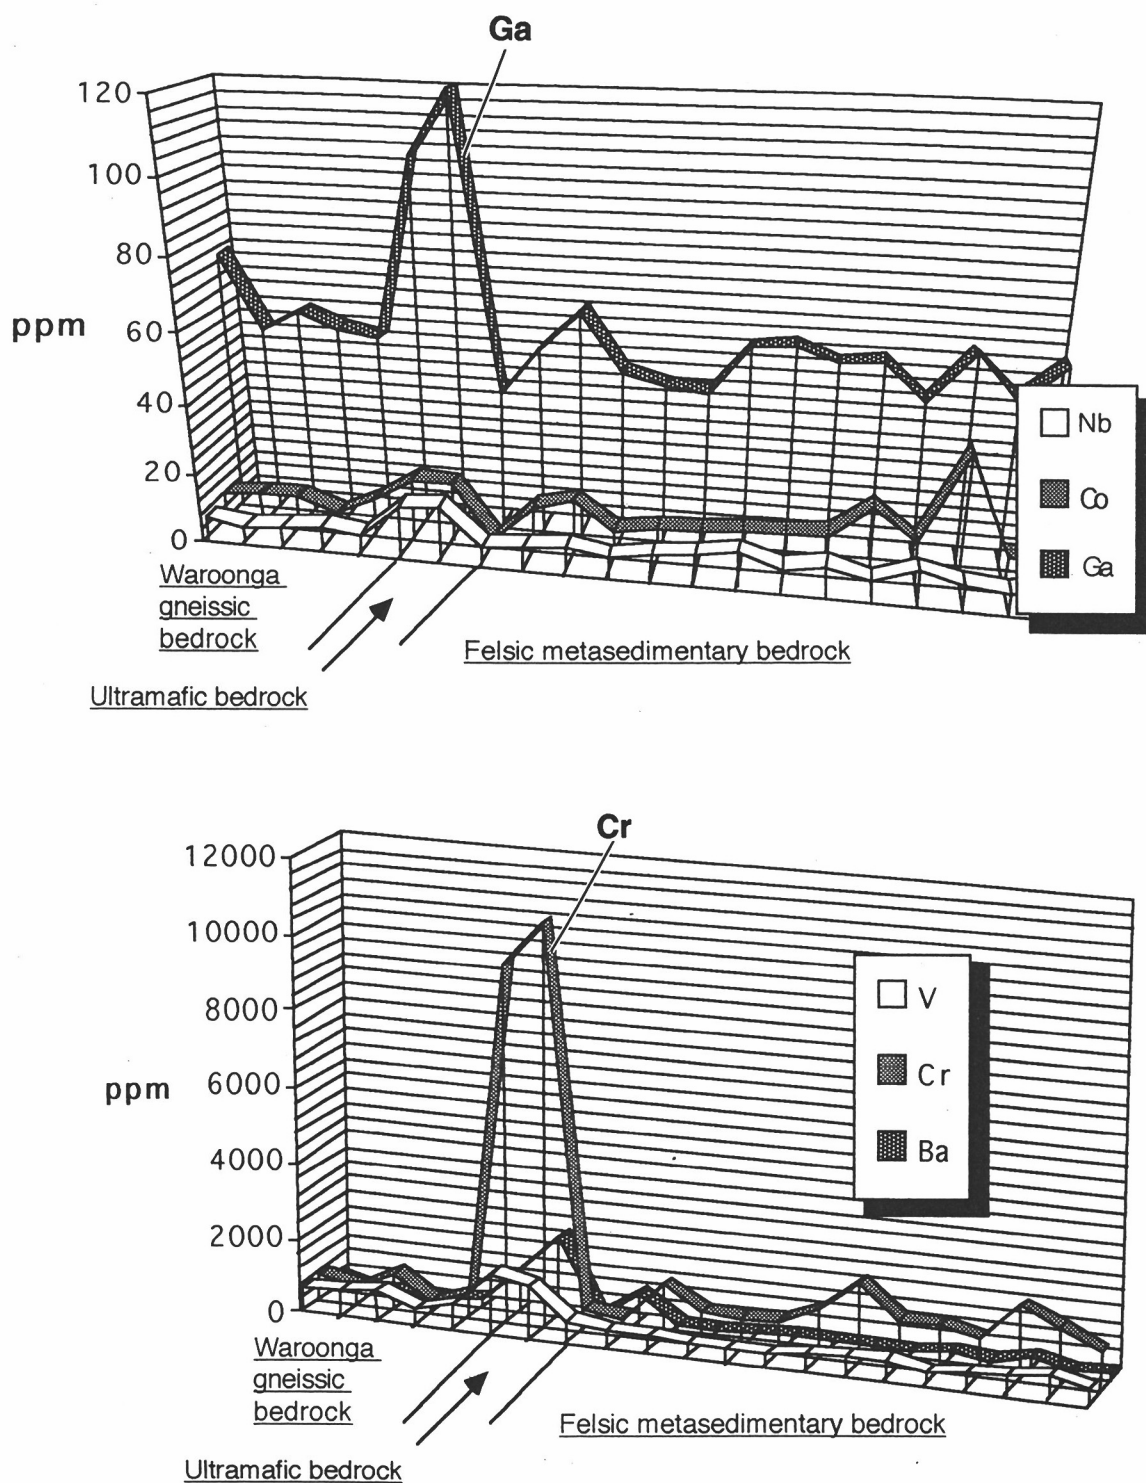 Ga
120
100
80
ppm
60
40
20
0
Nb
Co
Ga
Waroonga
gneissic
bedrock
Felsic metasedimentary bedrock
Ultramafic bedrock
Cr
12000
10000
8000
ppm
6000
4000
2000
0
V
Cr
Ba
Waroonga
gneissic
bedrock
Felsic metasedimentary bedrock
Ultramafic bedrock